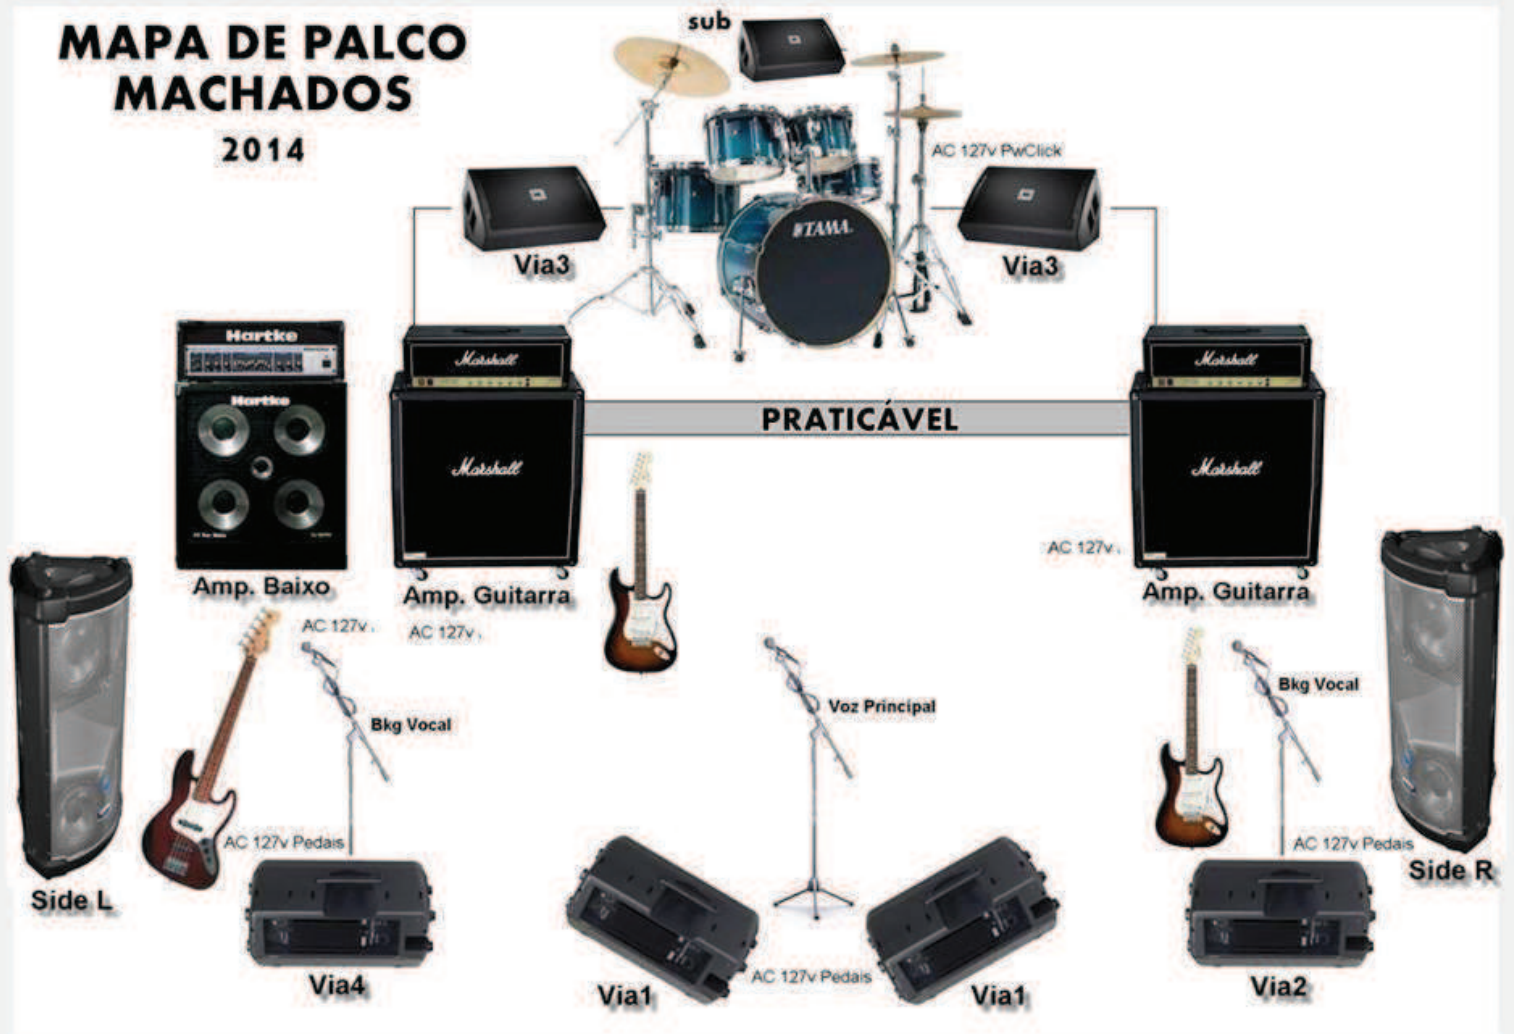 MAPA DE PALCO
MACHADOS
2014
sub
AC 127v PwClick
TAMA
Via3
Via3
Hartke
Hartke
Marshall
Marshall
PRATICÁVEL
Marshall
Marshall
AC 127v.
Amp. Baixo
Amp. Guitarra
Amp. Guitarra
AC 127v.
AC 127v.
Bkg Vocal
Voz Principal
Bkg Vocal
AC 127v Pedais
AC 127v Pedais
Side L
Side R
Via4
Via1
AC 127v Pedais
Via1
Via2